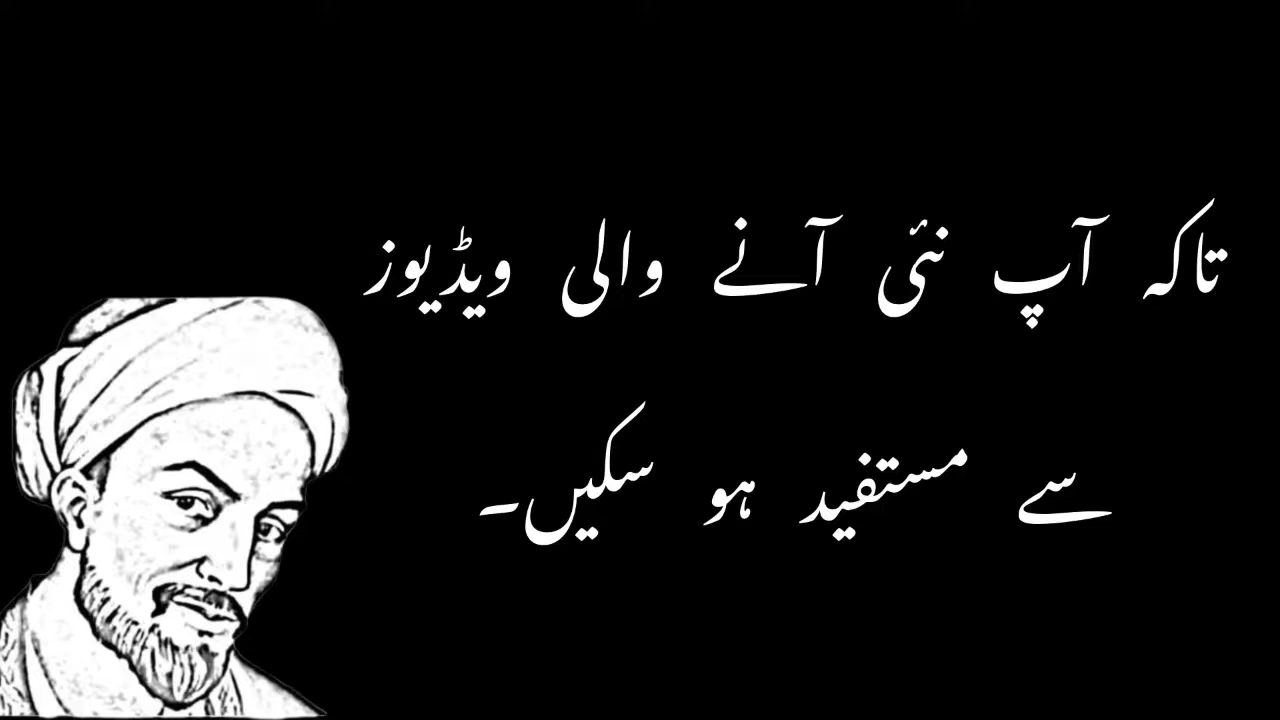 تاکہ آپ نئی آنے والی ویڈیوز
سے مستفید ہو سکیں۔